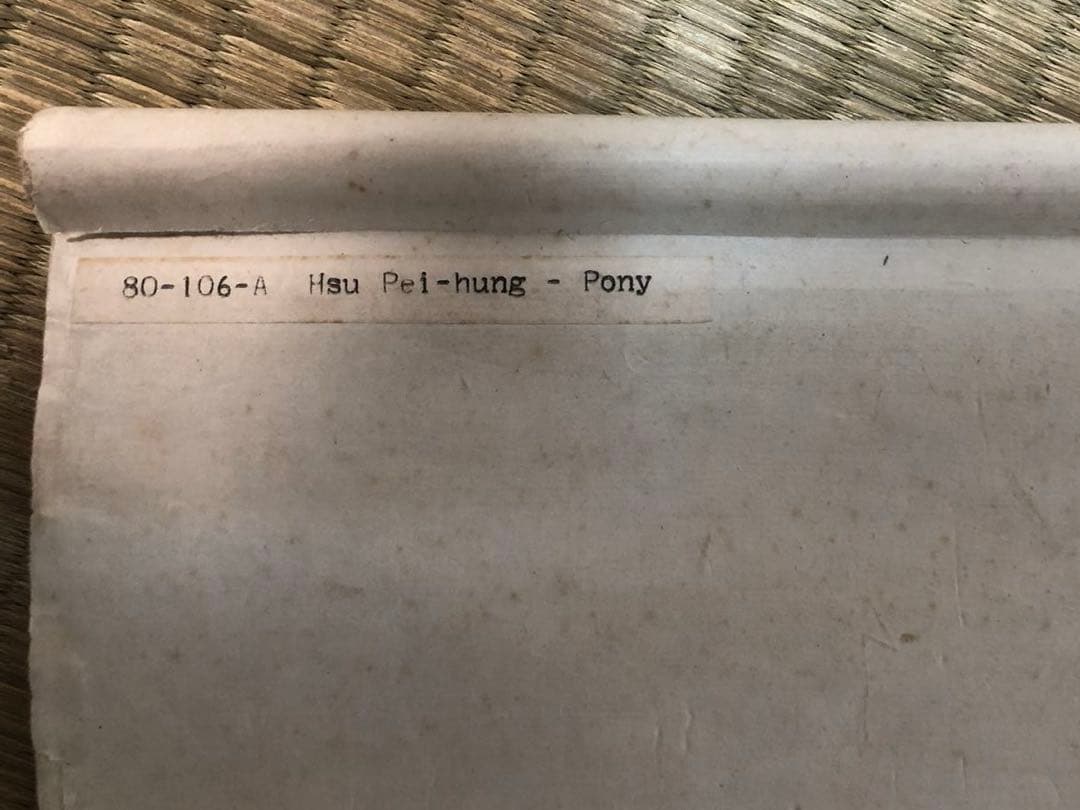 80-106-A Hsu Pei-hung - Pony